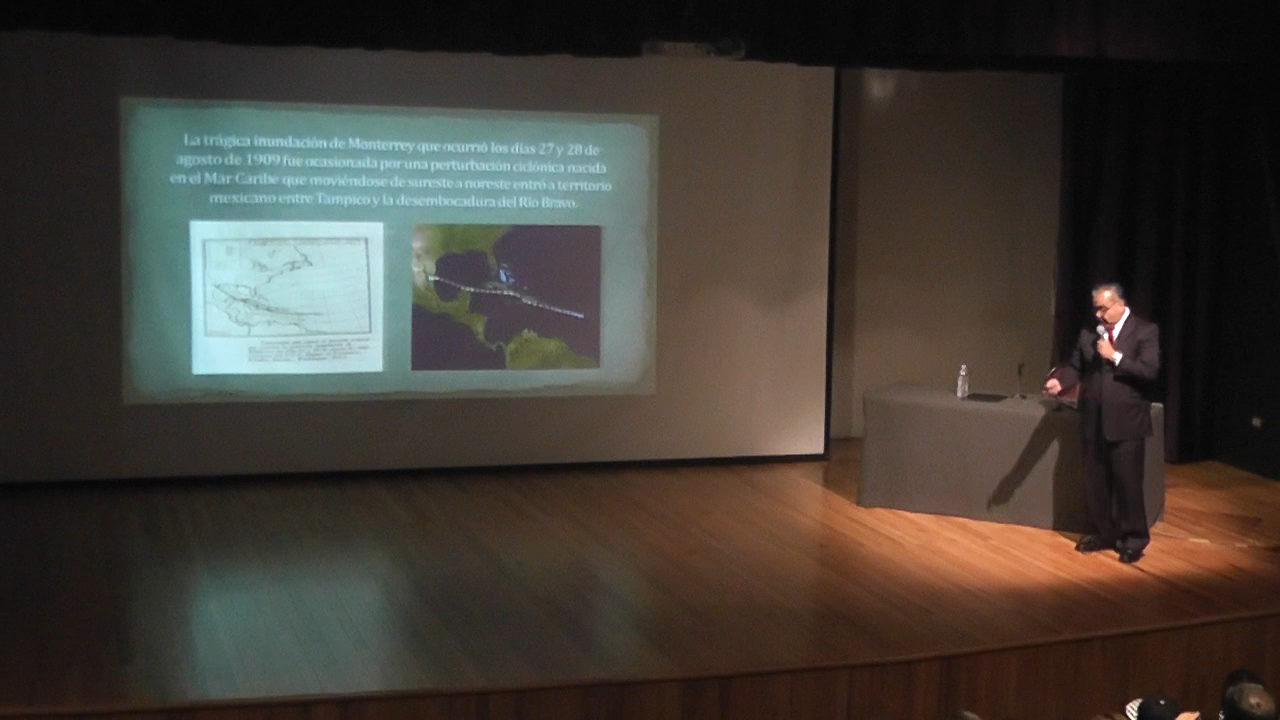 La trágica inundación de Monterrey que ocurrió los días 27 y 28 de
agosto de 1909 fue ocasionada por una perturbación ciclónica nacida
en el Mar Caribe que moviéndose de sureste a noreste entró a territorio
mexicano entre Tampico y la desembocadura del Río Bravo.